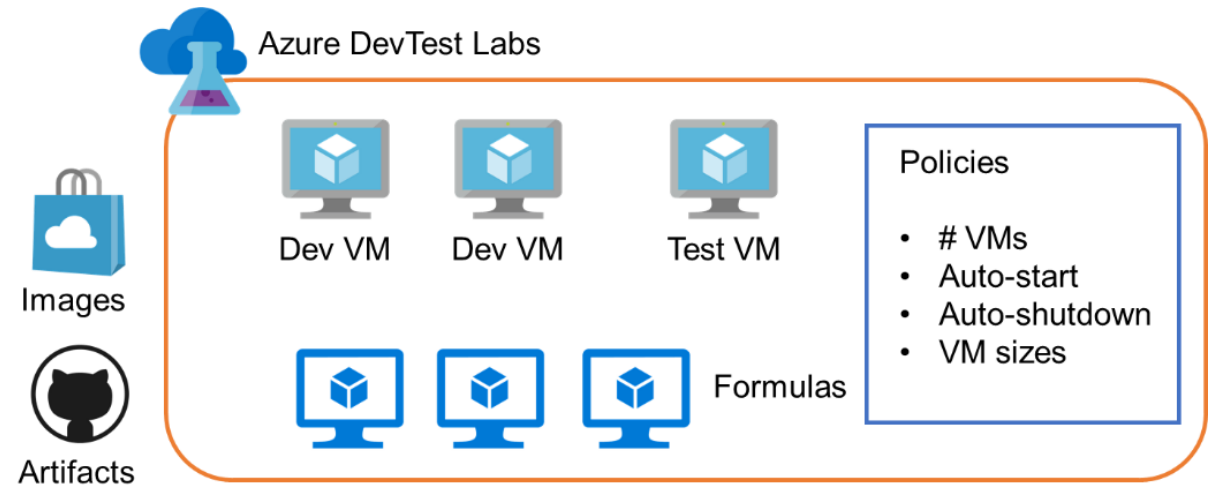 Azure DevTest Labs
Dev VM
Dev VM
Test VM
Policies
• # VMs
• Auto-start
• Auto-shutdown
• VM sizes
Images
Formulas
Artifacts